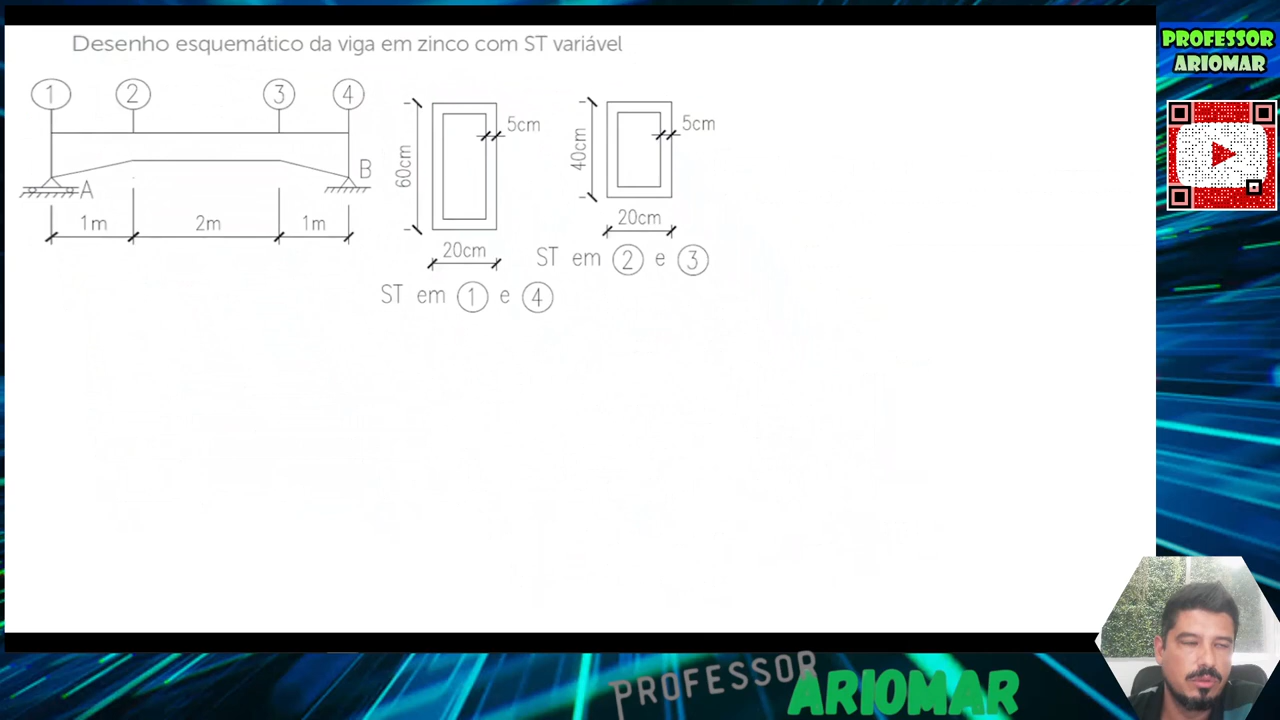 Desenho esquemático da viga em zinco com ST variável
1 2 3 4
A B
1m 2m 1m
60cm
5cm
20cm
ST em 1 e 4
40cm
5cm
20cm
ST em 2 e 3
PROFESSOR
ARIOMAR
PROFESSOR
ARIOMAR